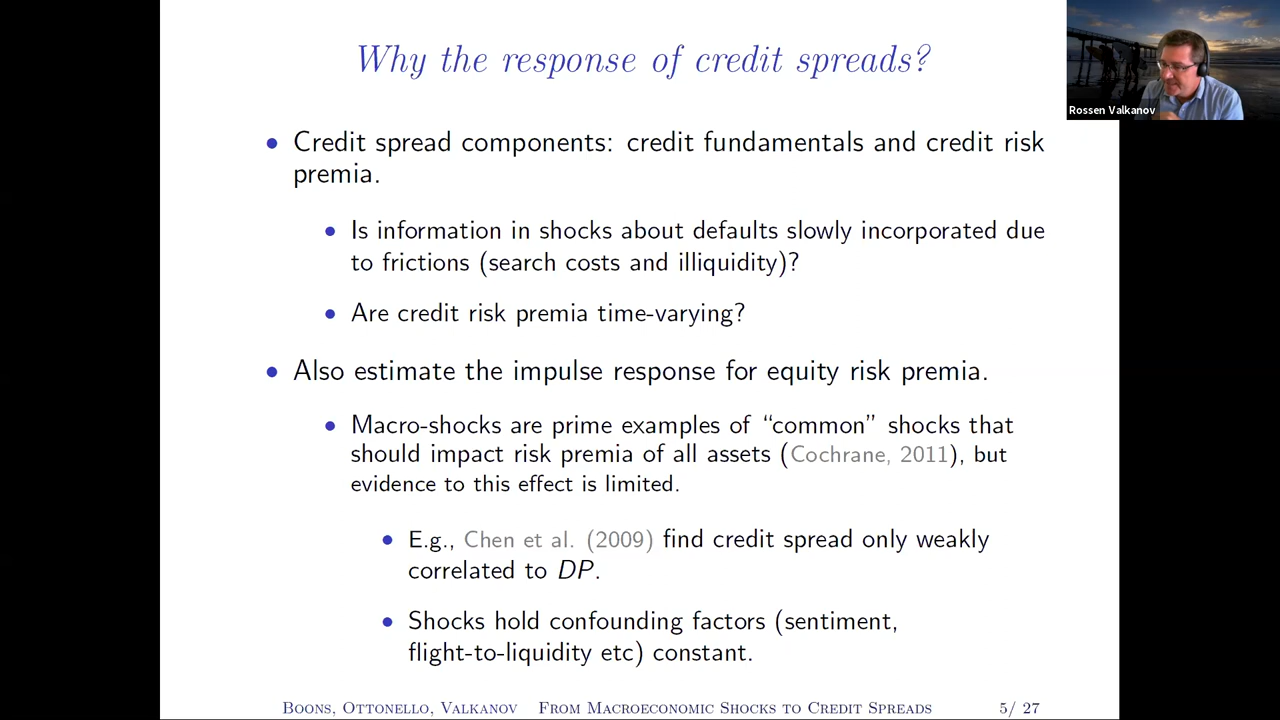 Why the response of credit spreads?
Rossen Valkanov
• Credit spread components: credit fundamentals and credit risk
premia.
• Is information in shocks about defaults slowly incorporated due
to frictions (search costs and illiquidity)?
• Are credit risk premia time-varying?
• Also estimate the impulse response for equity risk premia.
• Macro-shocks are prime examples of “common” shocks that
should impact risk premia of all assets (Cochrane, 2011), but
evidence to this effect is limited.
• E.g., Chen et al. (2009) find credit spread only weakly
correlated to DP.
• Shocks hold confounding factors (sentiment,
flight-to-liquidity etc) constant.
Boons, Ottonello, Valkanov From Macroeconomic Shocks to Credit Spreads 5/ 27